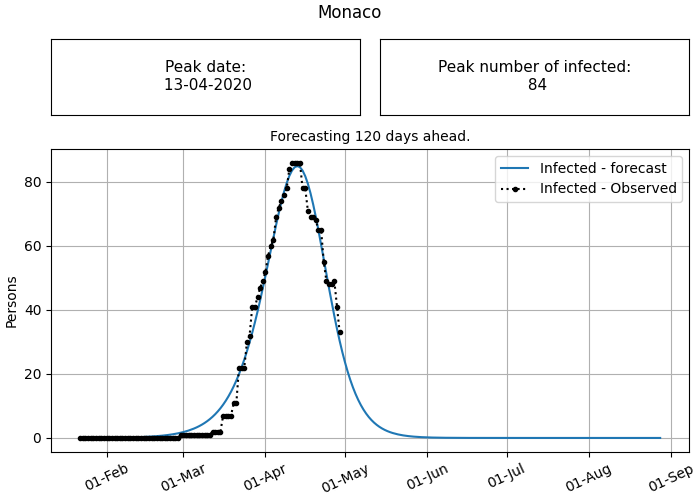 Monaco
Peak date:
13-04-2020
Peak number of infected:
84
Forecasting 120 days ahead.
Infected - forecast
Infected - Observed
Persons
80
60
40
20
0
01-Feb
01-Mar
01-Apr
01-May
01-Jun
01-Jul
01-Aug
01-Sep